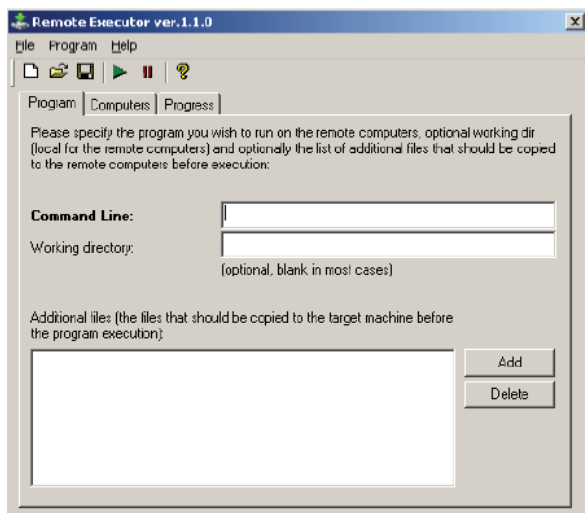 Remote Executor ver.1.1.0
File Program Help
Program Computers Progress
Please specify the program you wish to run on the remote computers, optional working dir
(local for the remote computers) and optionally the list of additional files that should be copied
to the remote computers before execution:
Command Line:
Working directory:
(optional, blank in most cases)
Additional files (the files that should be copied to the target machine before
the program execution):
Add
Delete